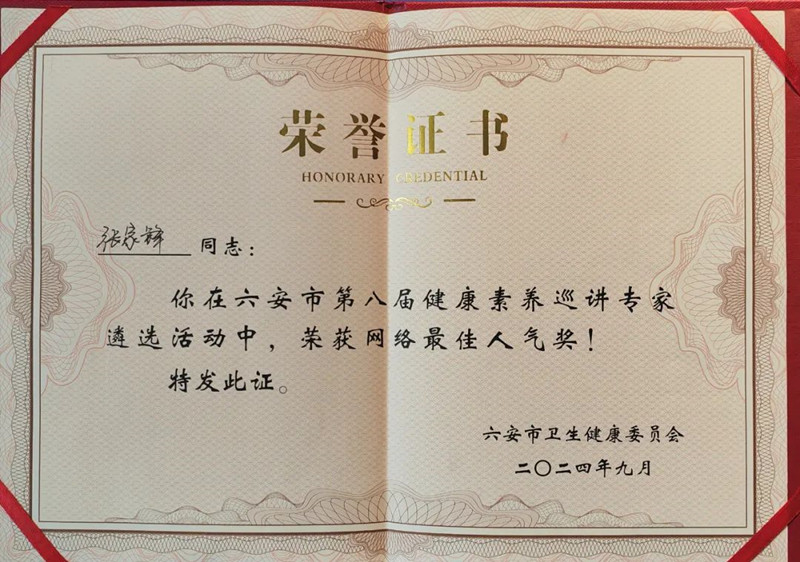 荣誉证书
HONORARY CREDENTIAL
张家锋 同志：
你在六安市第八届健康素养巡讲专家
遴选活动中，荣获网络最佳人气奖！
特发此证。
六安市卫生健康委员会
二〇二四年九月